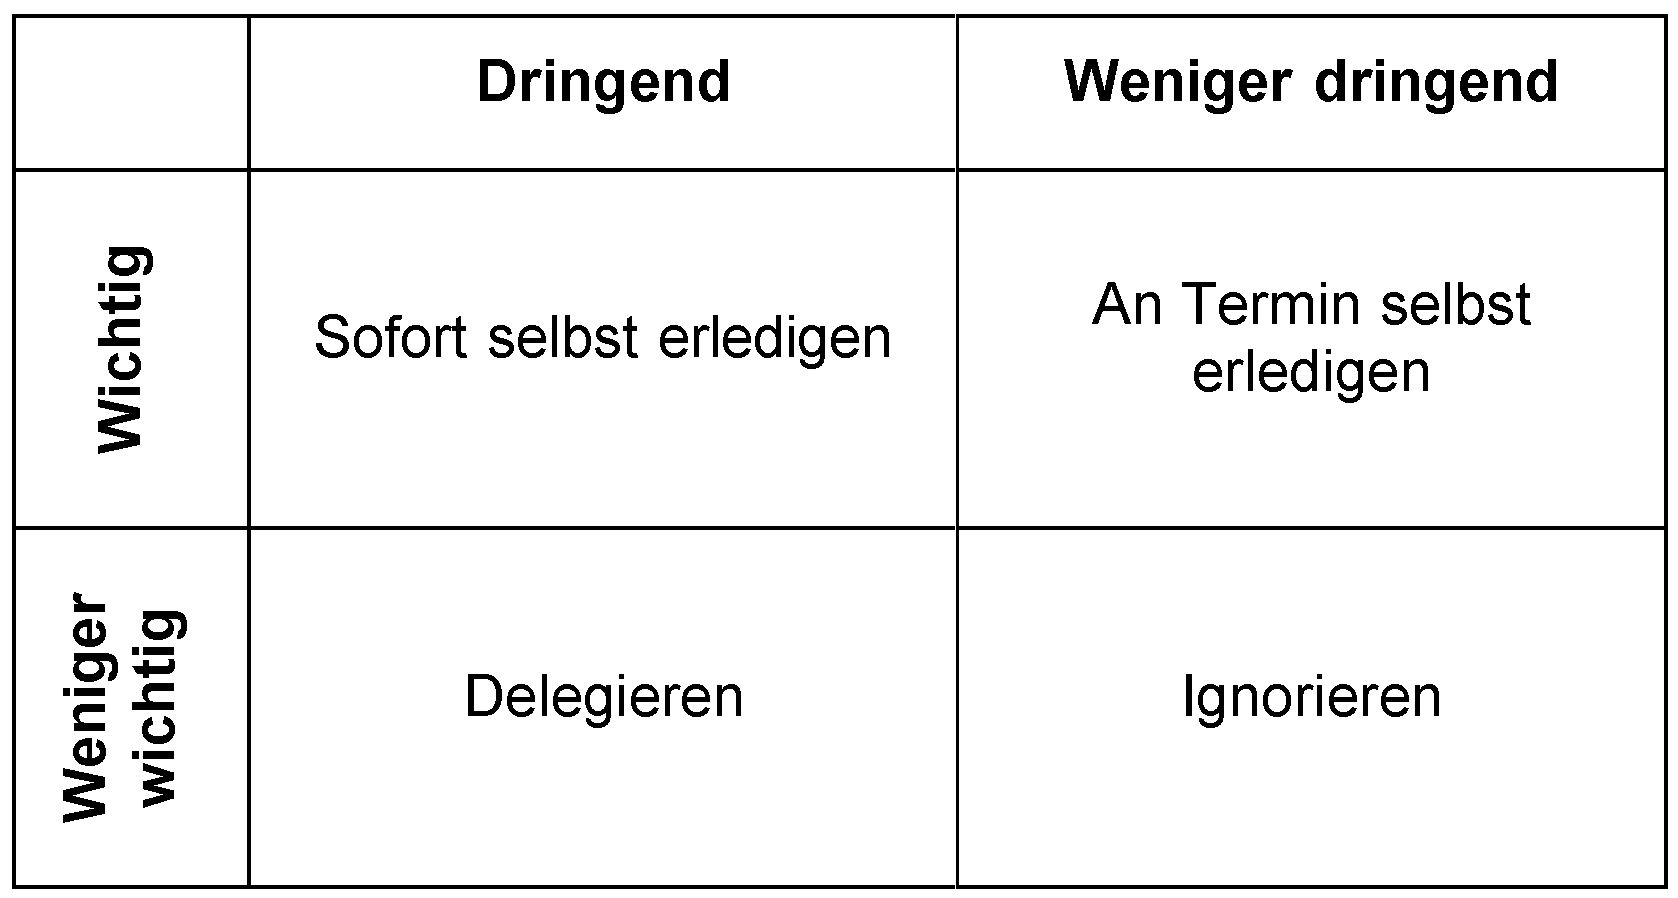 Dringend
Weniger dringend
Wichtig
Sofort selbst erledigen
An Termin selbst
erledigen
Weniger
wichtig
Delegieren
Ignorieren